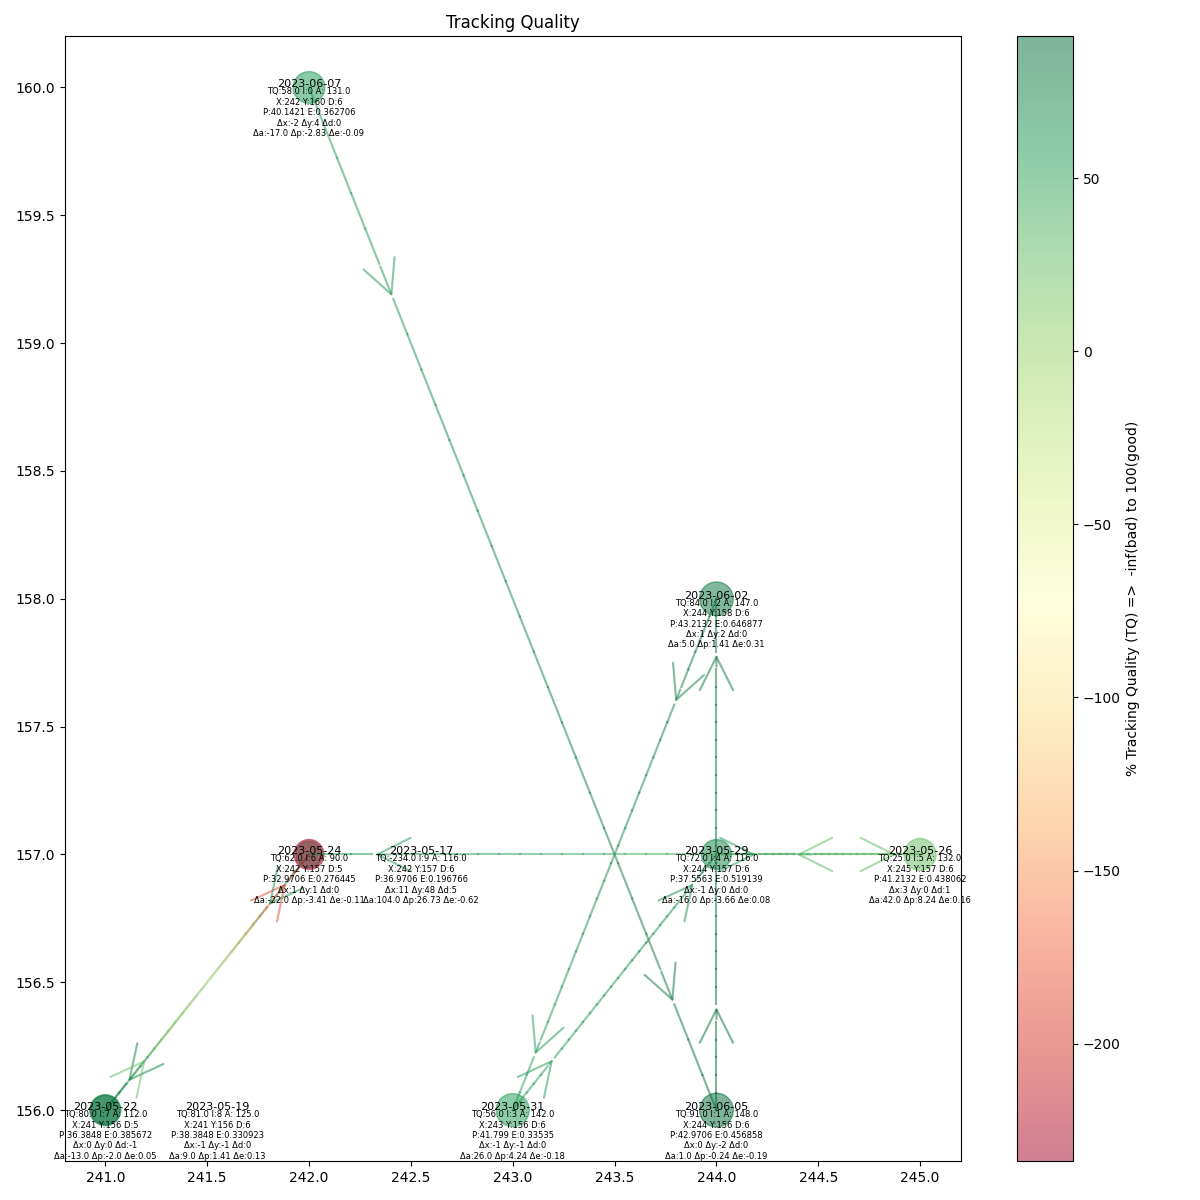 Tracking Quality
160.0
159.5
159.0
158.5
158.0
157.5
157.0
156.5
156.0
2023-06-07
TQ:58.0 I:0 A: 131.0
X:242 Y:160 D:6
P:40.1421 E:0.362706
Δx:-2 Δy:4 Δd:0
Δa:-17.0 Δp:-2.83 Δe:-0.09
2023-06-02
TQ:84.0 I:2 A: 147.0
X:244 Y:158 D:6
P:43.2132 E:0.646877
Δx:1 Δy:2 Δd:0
Δa:5.0 Δp:1.41 Δe:0.31
2023-05-24
TQ:62.0 I:6 A: 90.0
X:242 Y:157 D:5
P:32.9706 E:0.276445
Δx:1 Δy:1 Δd:0
Δa:-22.0 Δp:-3.41 Δe:-0.11
2023-05-17
TQ:-234.0 I:9 A: 116.0
X:242 Y:157 D:6
P:36.9706 E:0.196766
Δx:11 Δy:48 Δd:5
Δa:104.0 Δp:26.73 Δe:-0.62
2023-05-29
TQ:72.0 I:4 A: 116.0
X:244 Y:157 D:6
P:37.5563 E:0.519139
Δx:-1 Δy:0 Δd:0
Δa:-16.0 Δp:-3.66 Δe:0.08
2023-05-26
TQ:25.0 I:5 A: 132.0
X:245 Y:157 D:6
P:41.2132 E:0.438062
Δx:3 Δy:0 Δd:1
Δa:42.0 Δp:8.24 Δe:0.16
2023-05-22
TQ:80.0 I:7 A: 112.0
X:241 Y:156 D:5
P:36.3848 E:0.385672
Δx:0 Δy:0 Δd:-1
Δa:-13.0 Δp:-2.0 Δe:0.05
2023-05-19
TQ:81.0 I:8 A: 125.0
X:241 Y:156 D:6
P:38.3848 E:0.330923
Δx:-1 Δy:-1 Δd:0
Δa:9.0 Δp:1.41 Δe:0.13
2023-05-31
TQ:56.0 I:3 A: 142.0
X:243 Y:156 D:6
P:41.799 E:0.33535
Δx:-1 Δy:-1 Δd:0
Δa:26.0 Δp:4.24 Δe:-0.18
2023-06-05
TQ:91.0 I:1 A: 148.0
X:244 Y:156 D:6
P:42.9706 E:0.456858
Δx:0 Δy:-2 Δd:0
Δa:1.0 Δp:-0.24 Δe:-0.19
241.0 241.5 242.0 242.5 243.0 243.5 244.0 244.5 245.0
50
0
−50
−100
−150
−200
% Tracking Quality (TQ) => -inf(bad) to 100(good)